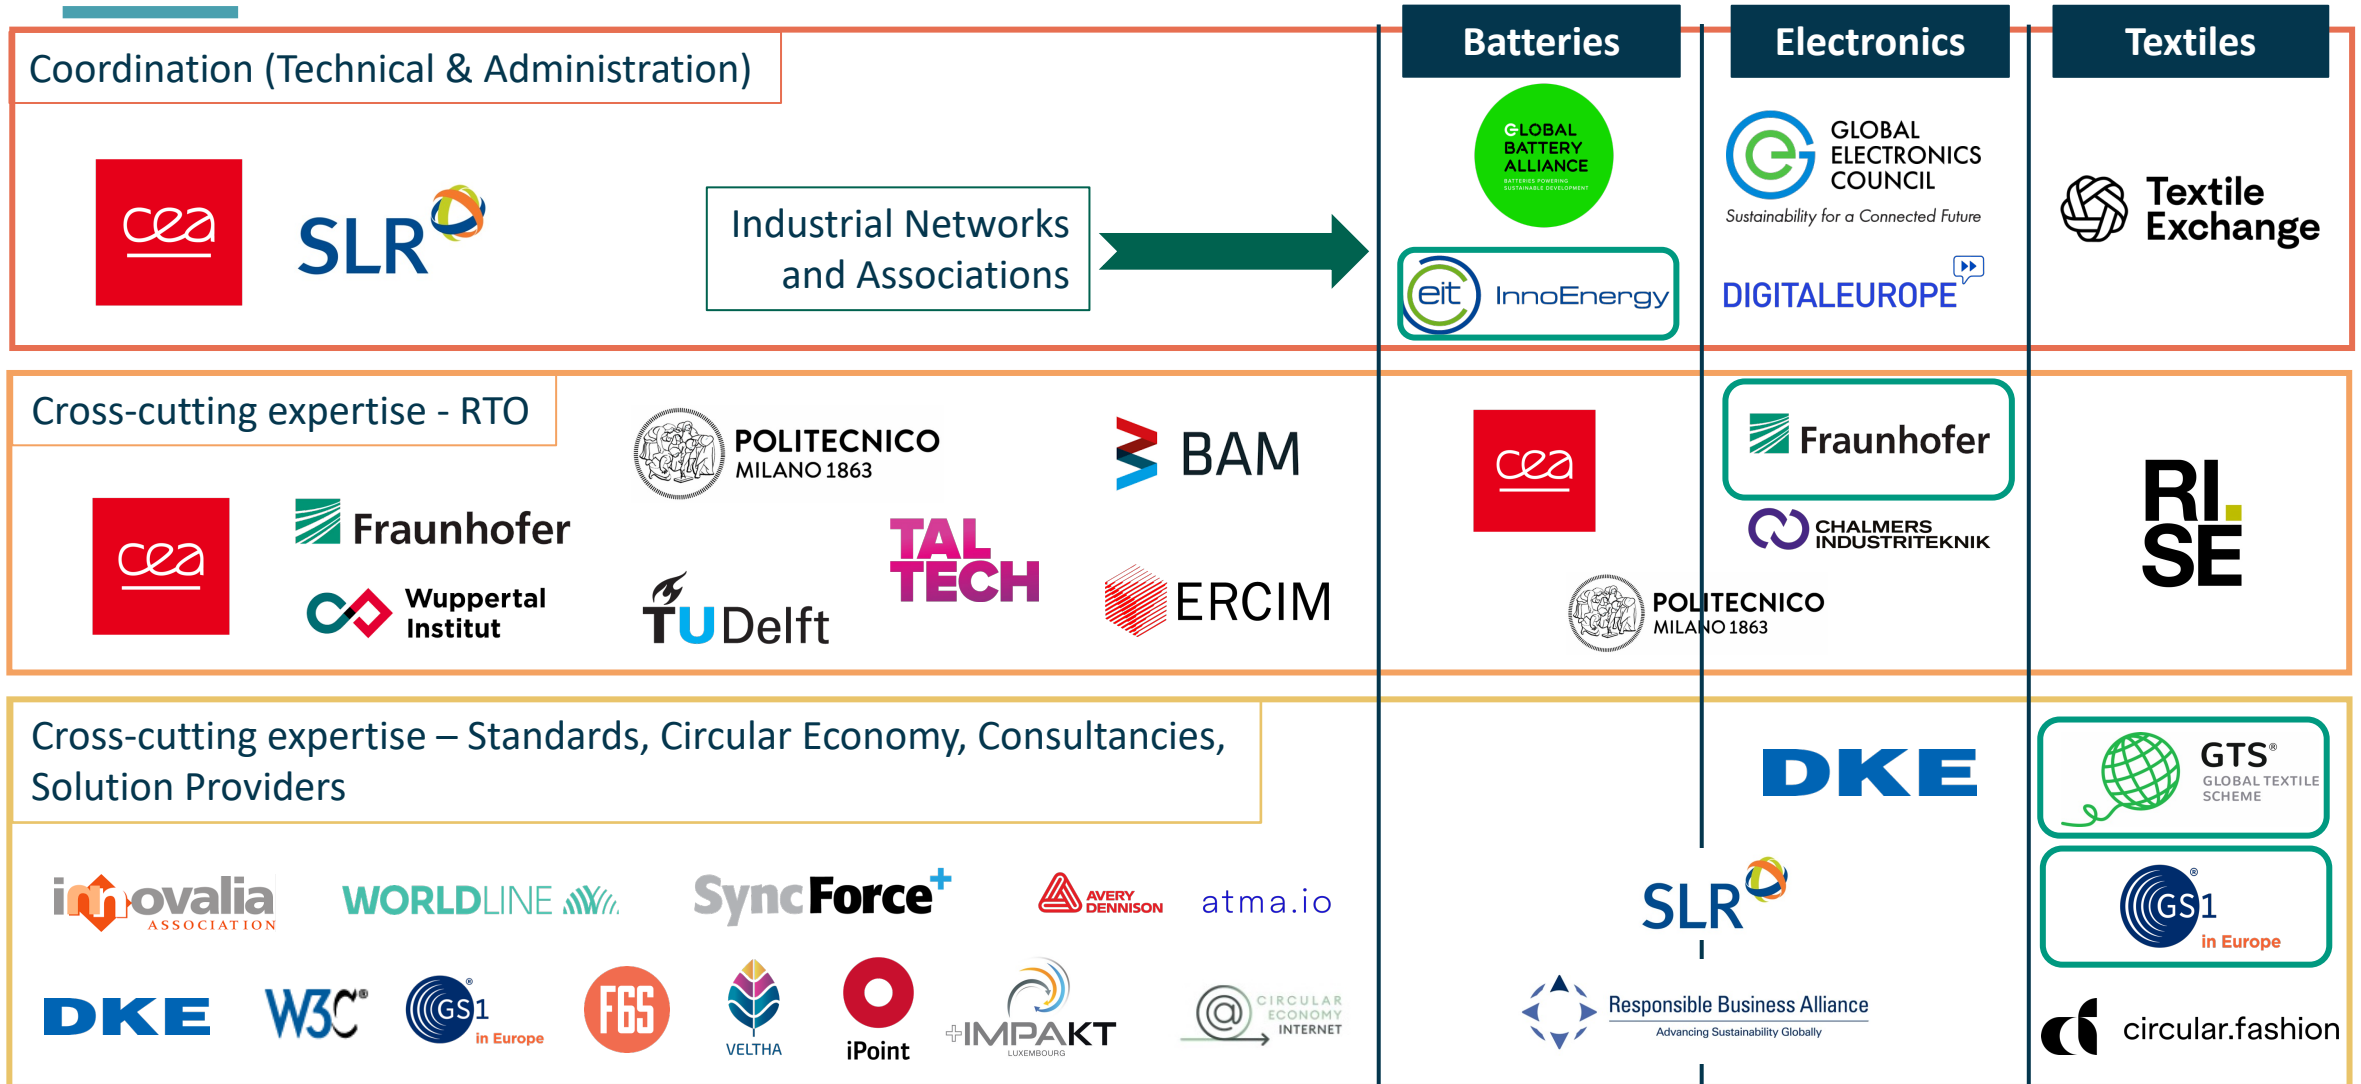 Coordination (Technical & Administration)
Batteries
Electronics
Textiles
cea
SLR
Industrial Networks
and Associations
GLOBAL
BATTERY
ALLIANCE
BATTERIES POWERING
SUSTAINABLE DEVELOPMENT
eit InnoEnergy
GLOBAL
ELECTRONICS
COUNCIL
Sustainability for a Connected Future
DIGITALEUROPE
Textile
Exchange
Cross-cutting expertise - RTO
cea
Fraunhofer
Wuppertal
Institut
POLITECNICO
MILANO 1863
TU Delft
TAL
TECH
BAM
ERCIM
cea
Fraunhofer
CHALMERS
INDUSTRITEKNIK
POLITECNICO
MILANO 1863
RI.
SE
Cross-cutting expertise – Standards, Circular Economy, Consultancies,
Solution Providers
innovalia
ASSOCIATION
WORLDLINE
SyncForce+
AVERY
DENNISON
atma.io
DKE
W3C®
GS1
in Europe
F6S
VELTHA
iPoint
+IMPAKT
LUXEMBOURG
@
CIRCULAR
ECONOMY
INTERNET
DKE
SLR
Responsible Business Alliance
Advancing Sustainability Globally
GTS®
GLOBAL TEXTILE
SCHEME
GS1®
in Europe
circular.fashion